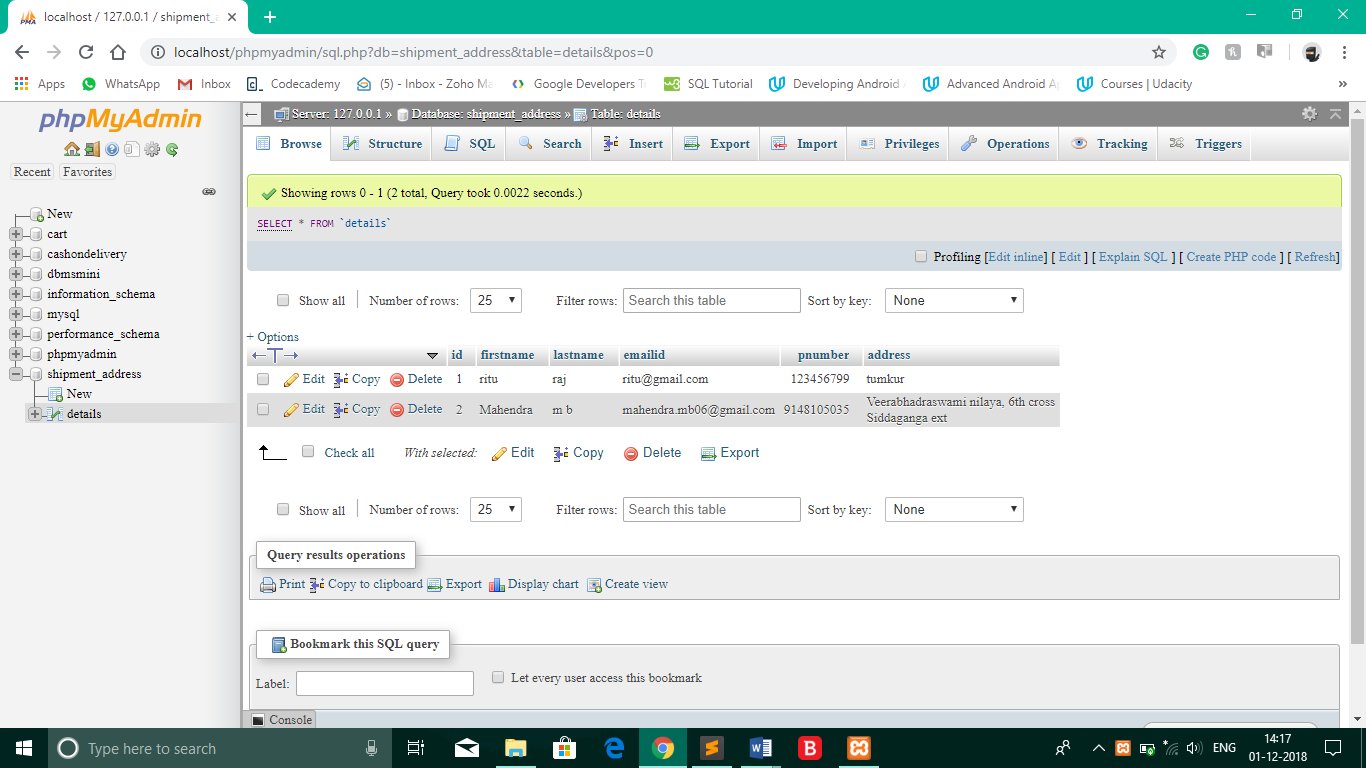 localhost / 127.0.0.1 / shipment_a
localhost/phpmyadmin/sql.php?db=shipment_address&table=details&pos=0
Apps WhatsApp Inbox Codecademy (5) - Inbox - Zoho Ma Google Developers T SQL Tutorial Developing Android Advanced Android Ap Courses | Udacity »
phpMyAdmin
Recent Favorites
New
cart
cashondelivery
dbmsmini
information_schema
mysql
performance_schema
phpmyadmin
shipment_address
New
details
Server: 127.0.0.1 » Database: shipment_address » Table: details
Browse Structure SQL Search Insert Export Import Privileges Operations Tracking Triggers
Showing rows 0 - 1 (2 total, Query took 0.0022 seconds.)
SELECT * FROM `details`
Profiling [Edit inline] [ Edit ] [ Explain SQL ] [ Create PHP code ] [ Refresh]
Show all Number of rows: 25 Filter rows: Search this table Sort by key: None
+ Options
id firstname lastname emailid pnumber address
Edit Copy Delete 1 ritu raj ritu@gmail.com 123456799 tumkur
Edit Copy Delete 2 Mahendra m b mahendra.mb06@gmail.com 9148105035 Veerabhadraswami nilaya, 6th cross
Siddaganga ext
Check all With selected: Edit Copy Delete Export
Show all Number of rows: 25 Filter rows: Search this table Sort by key: None
Query results operations
Print Copy to clipboard Export Display chart Create view
Bookmark this SQL query
Label: Let every user access this bookmark
Console
Type here to search
ENG
14:17
01-12-2018